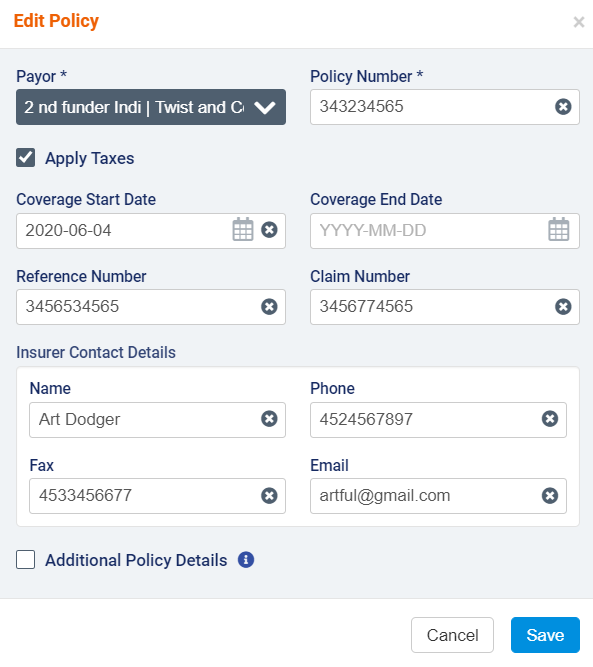 Edit Policy
Payor *
Policy Number *
2 nd funder Indi | Twist and C
343234565
Apply Taxes
Coverage Start Date
Coverage End Date
2020-06-04
YYYY-MM-DD
Reference Number
Claim Number
3456534565
3456774565
Insurer Contact Details
Name
Phone
Art Dodger
4524567897
Fax
Email
4533456677
artful@gmail.com
Additional Policy Details
Cancel
Save